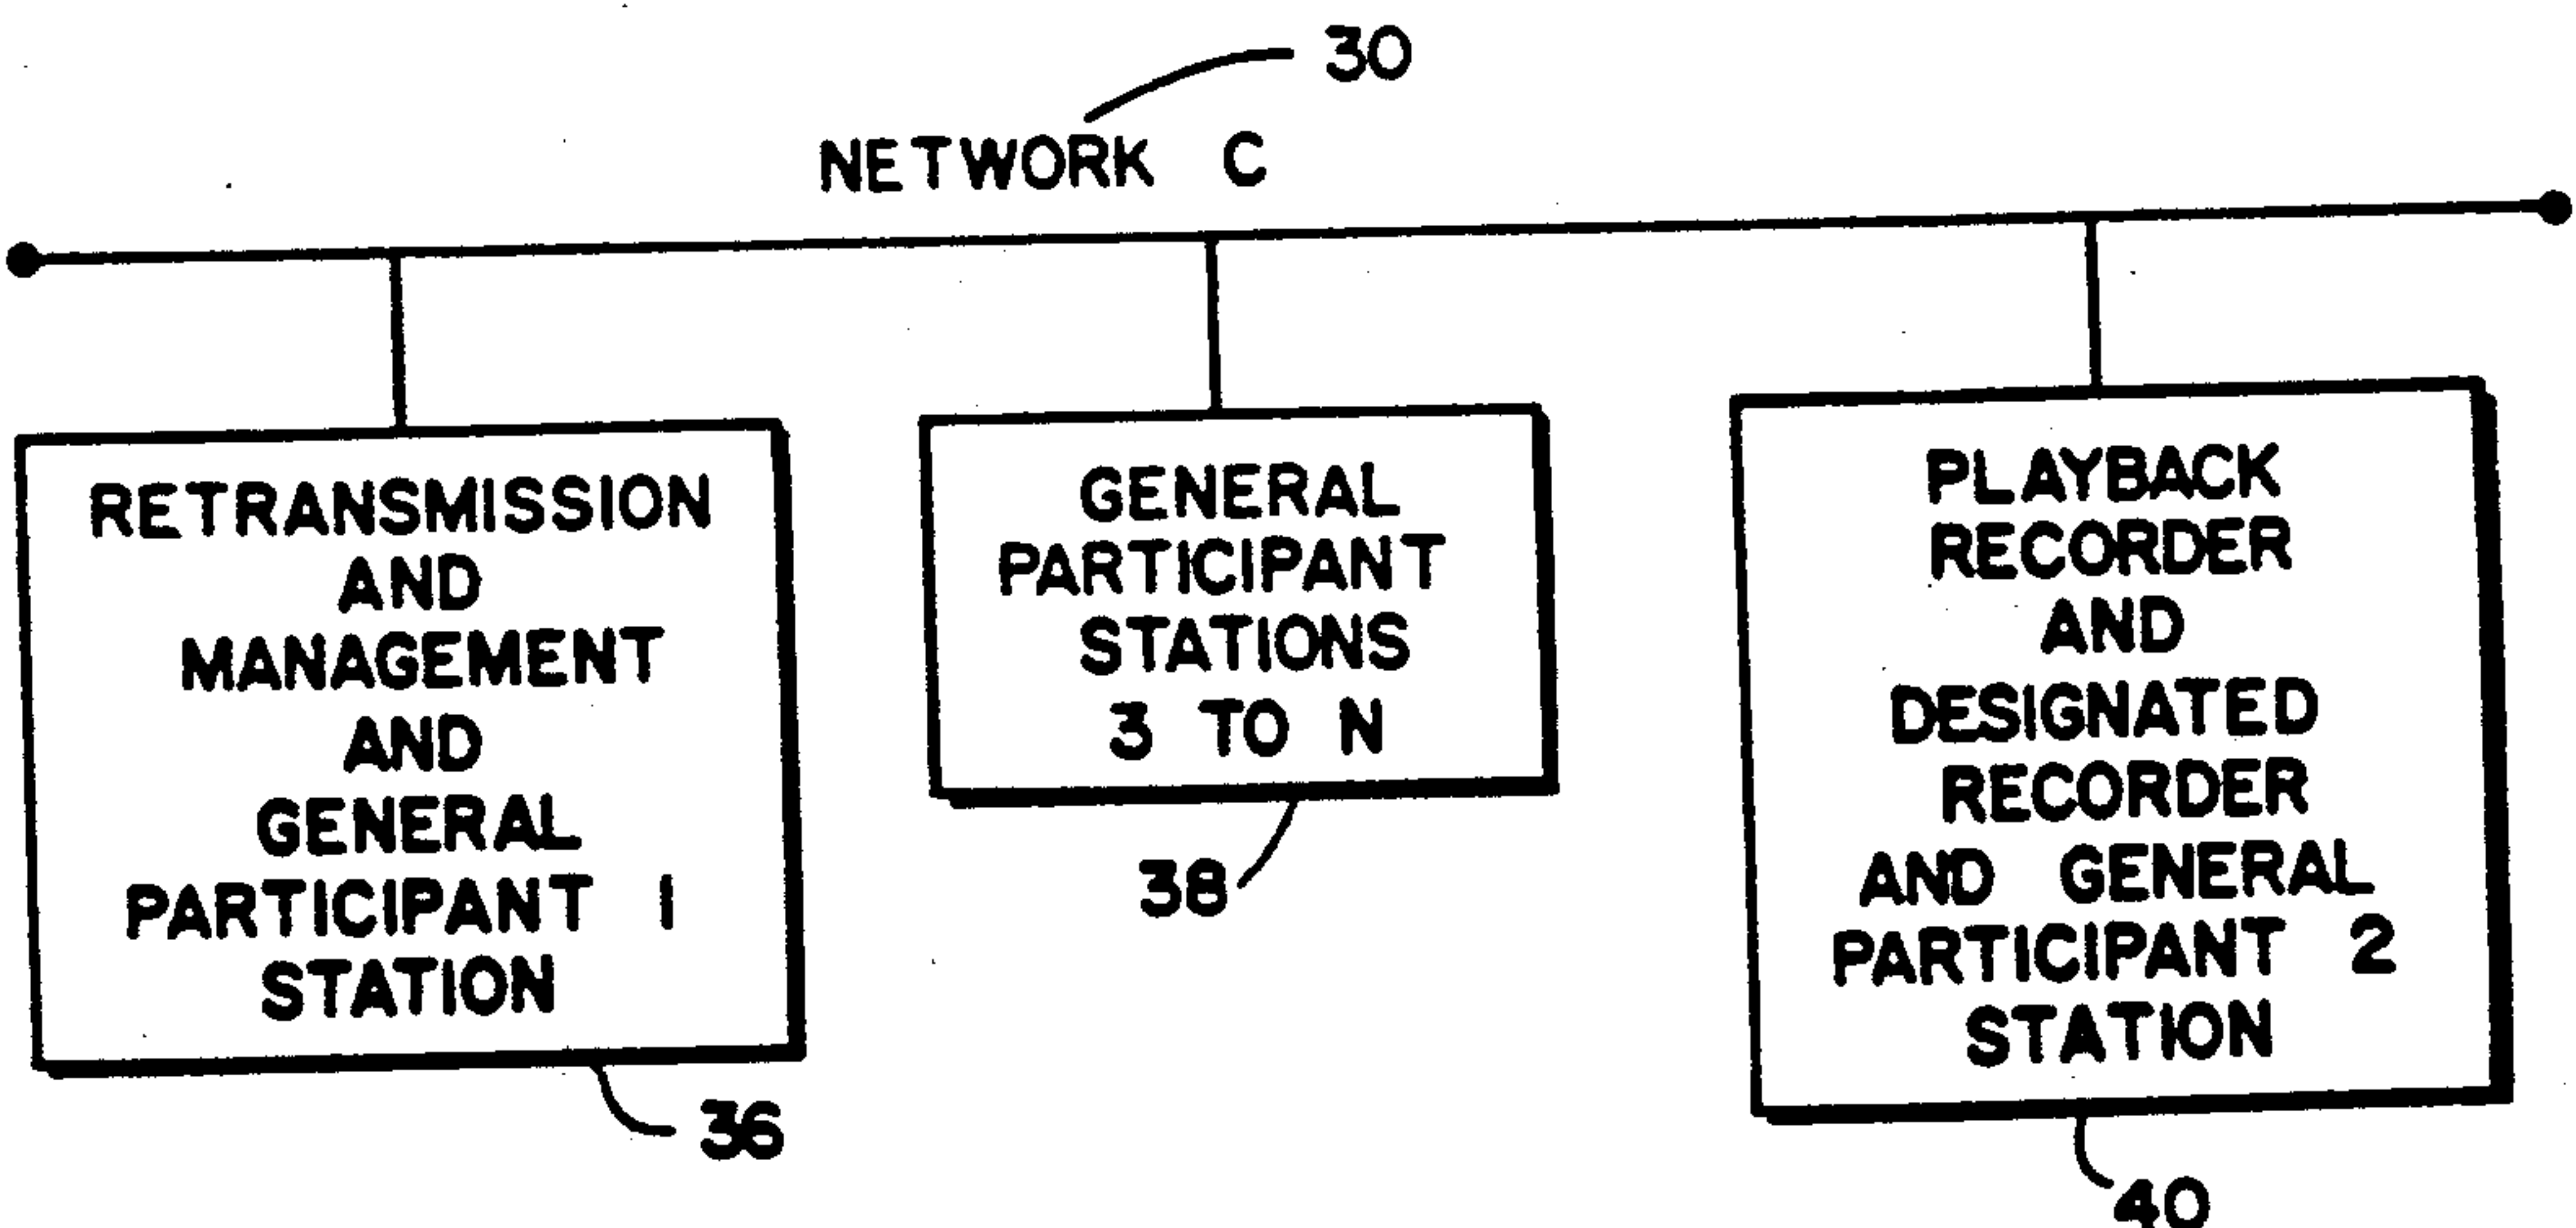 30
NETWORK C
RETRANSMISSION
AND
MANAGEMENT
AND
GENERAL
PARTICIPANT 1
STATION
36
GENERAL
PARTICIPANT
STATIONS
3 TO N
38
PLAYBACK
RECORDER
AND
DESIGNATED
RECORDER
AND GENERAL
PARTICIPANT 2
STATION
40